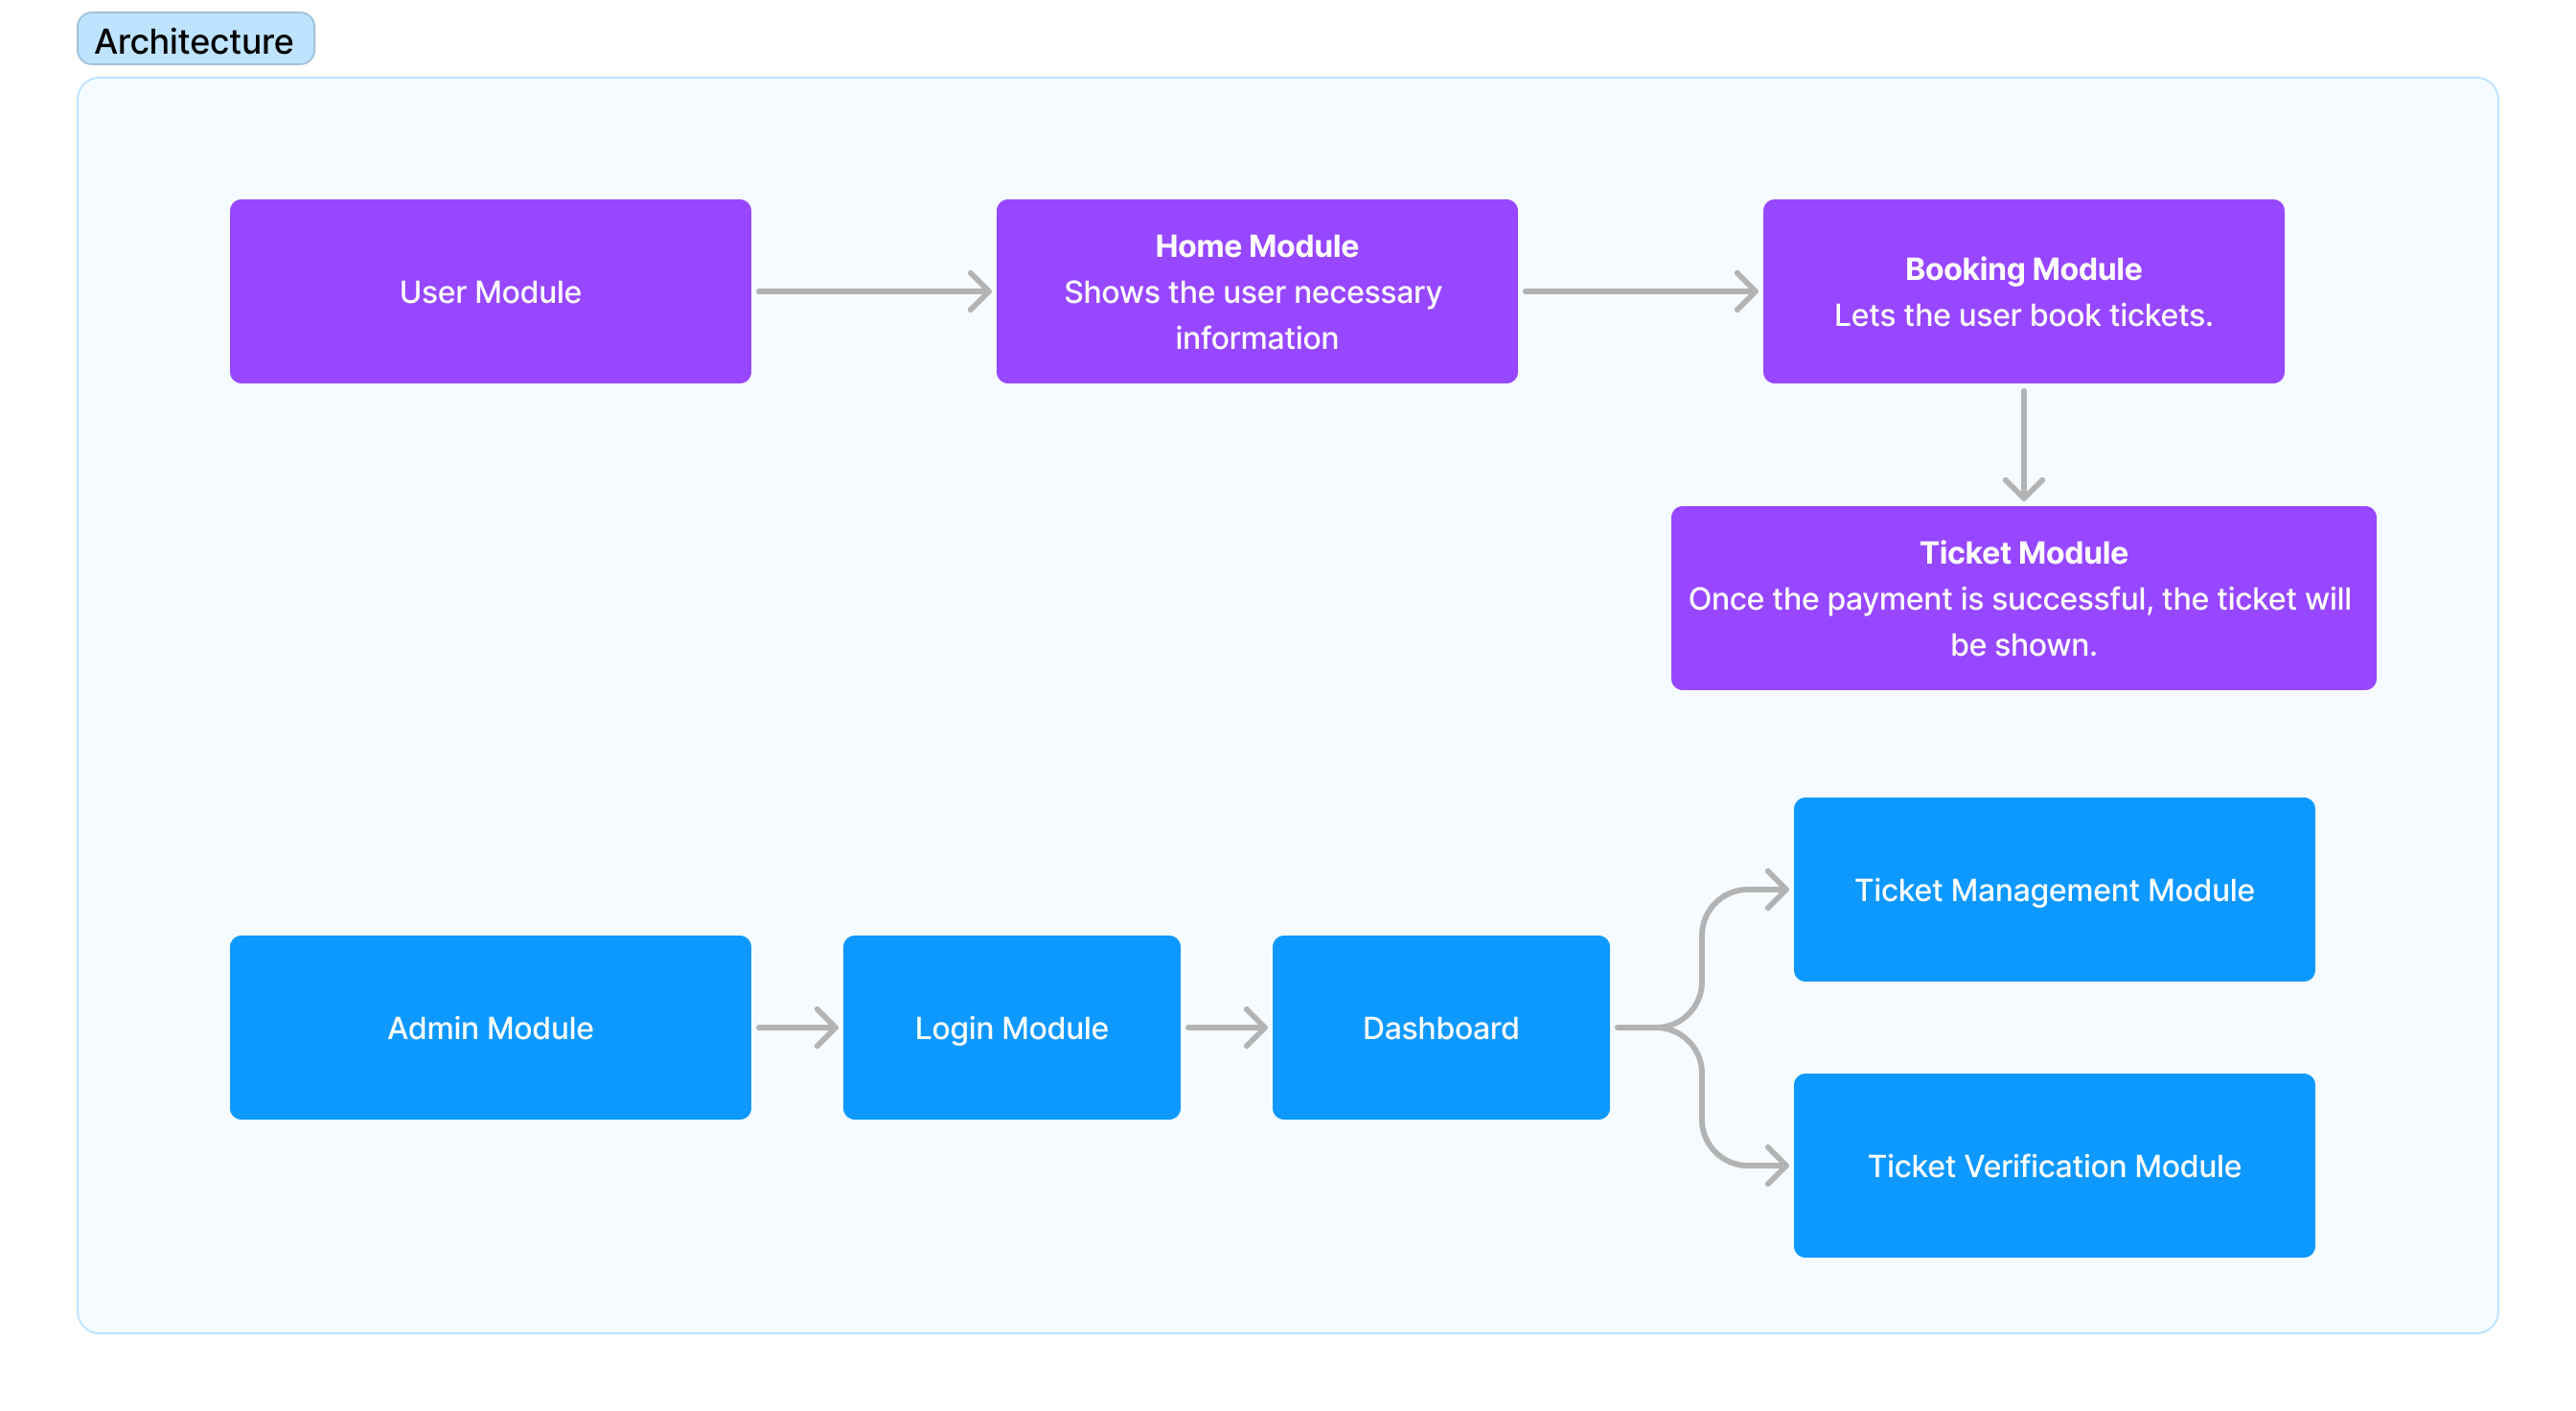 Architecture
User Module
Home Module
Shows the user necessary
information
Booking Module
Lets the user book tickets.
Ticket Module
Once the payment is successful, the ticket will
be shown.
Ticket Management Module
Admin Module
Login Module
Dashboard
Ticket Verification Module